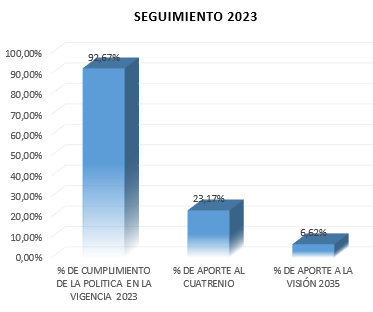 SEGUIMIENTO 2023
100,00%
90,00%
80,00%
70,00%
60,00%
50,00%
40,00%
30,00%
20,00%
10,00%
0,00%
92,67%
23,17%
6,62%
% DE CUMPLIMIENTO
DE LA POLITICA EN LA
VIGENCIA 2023
% DE APORTE AL
CUATRENIO
% DE APORTE A LA
VISIÓN 2035